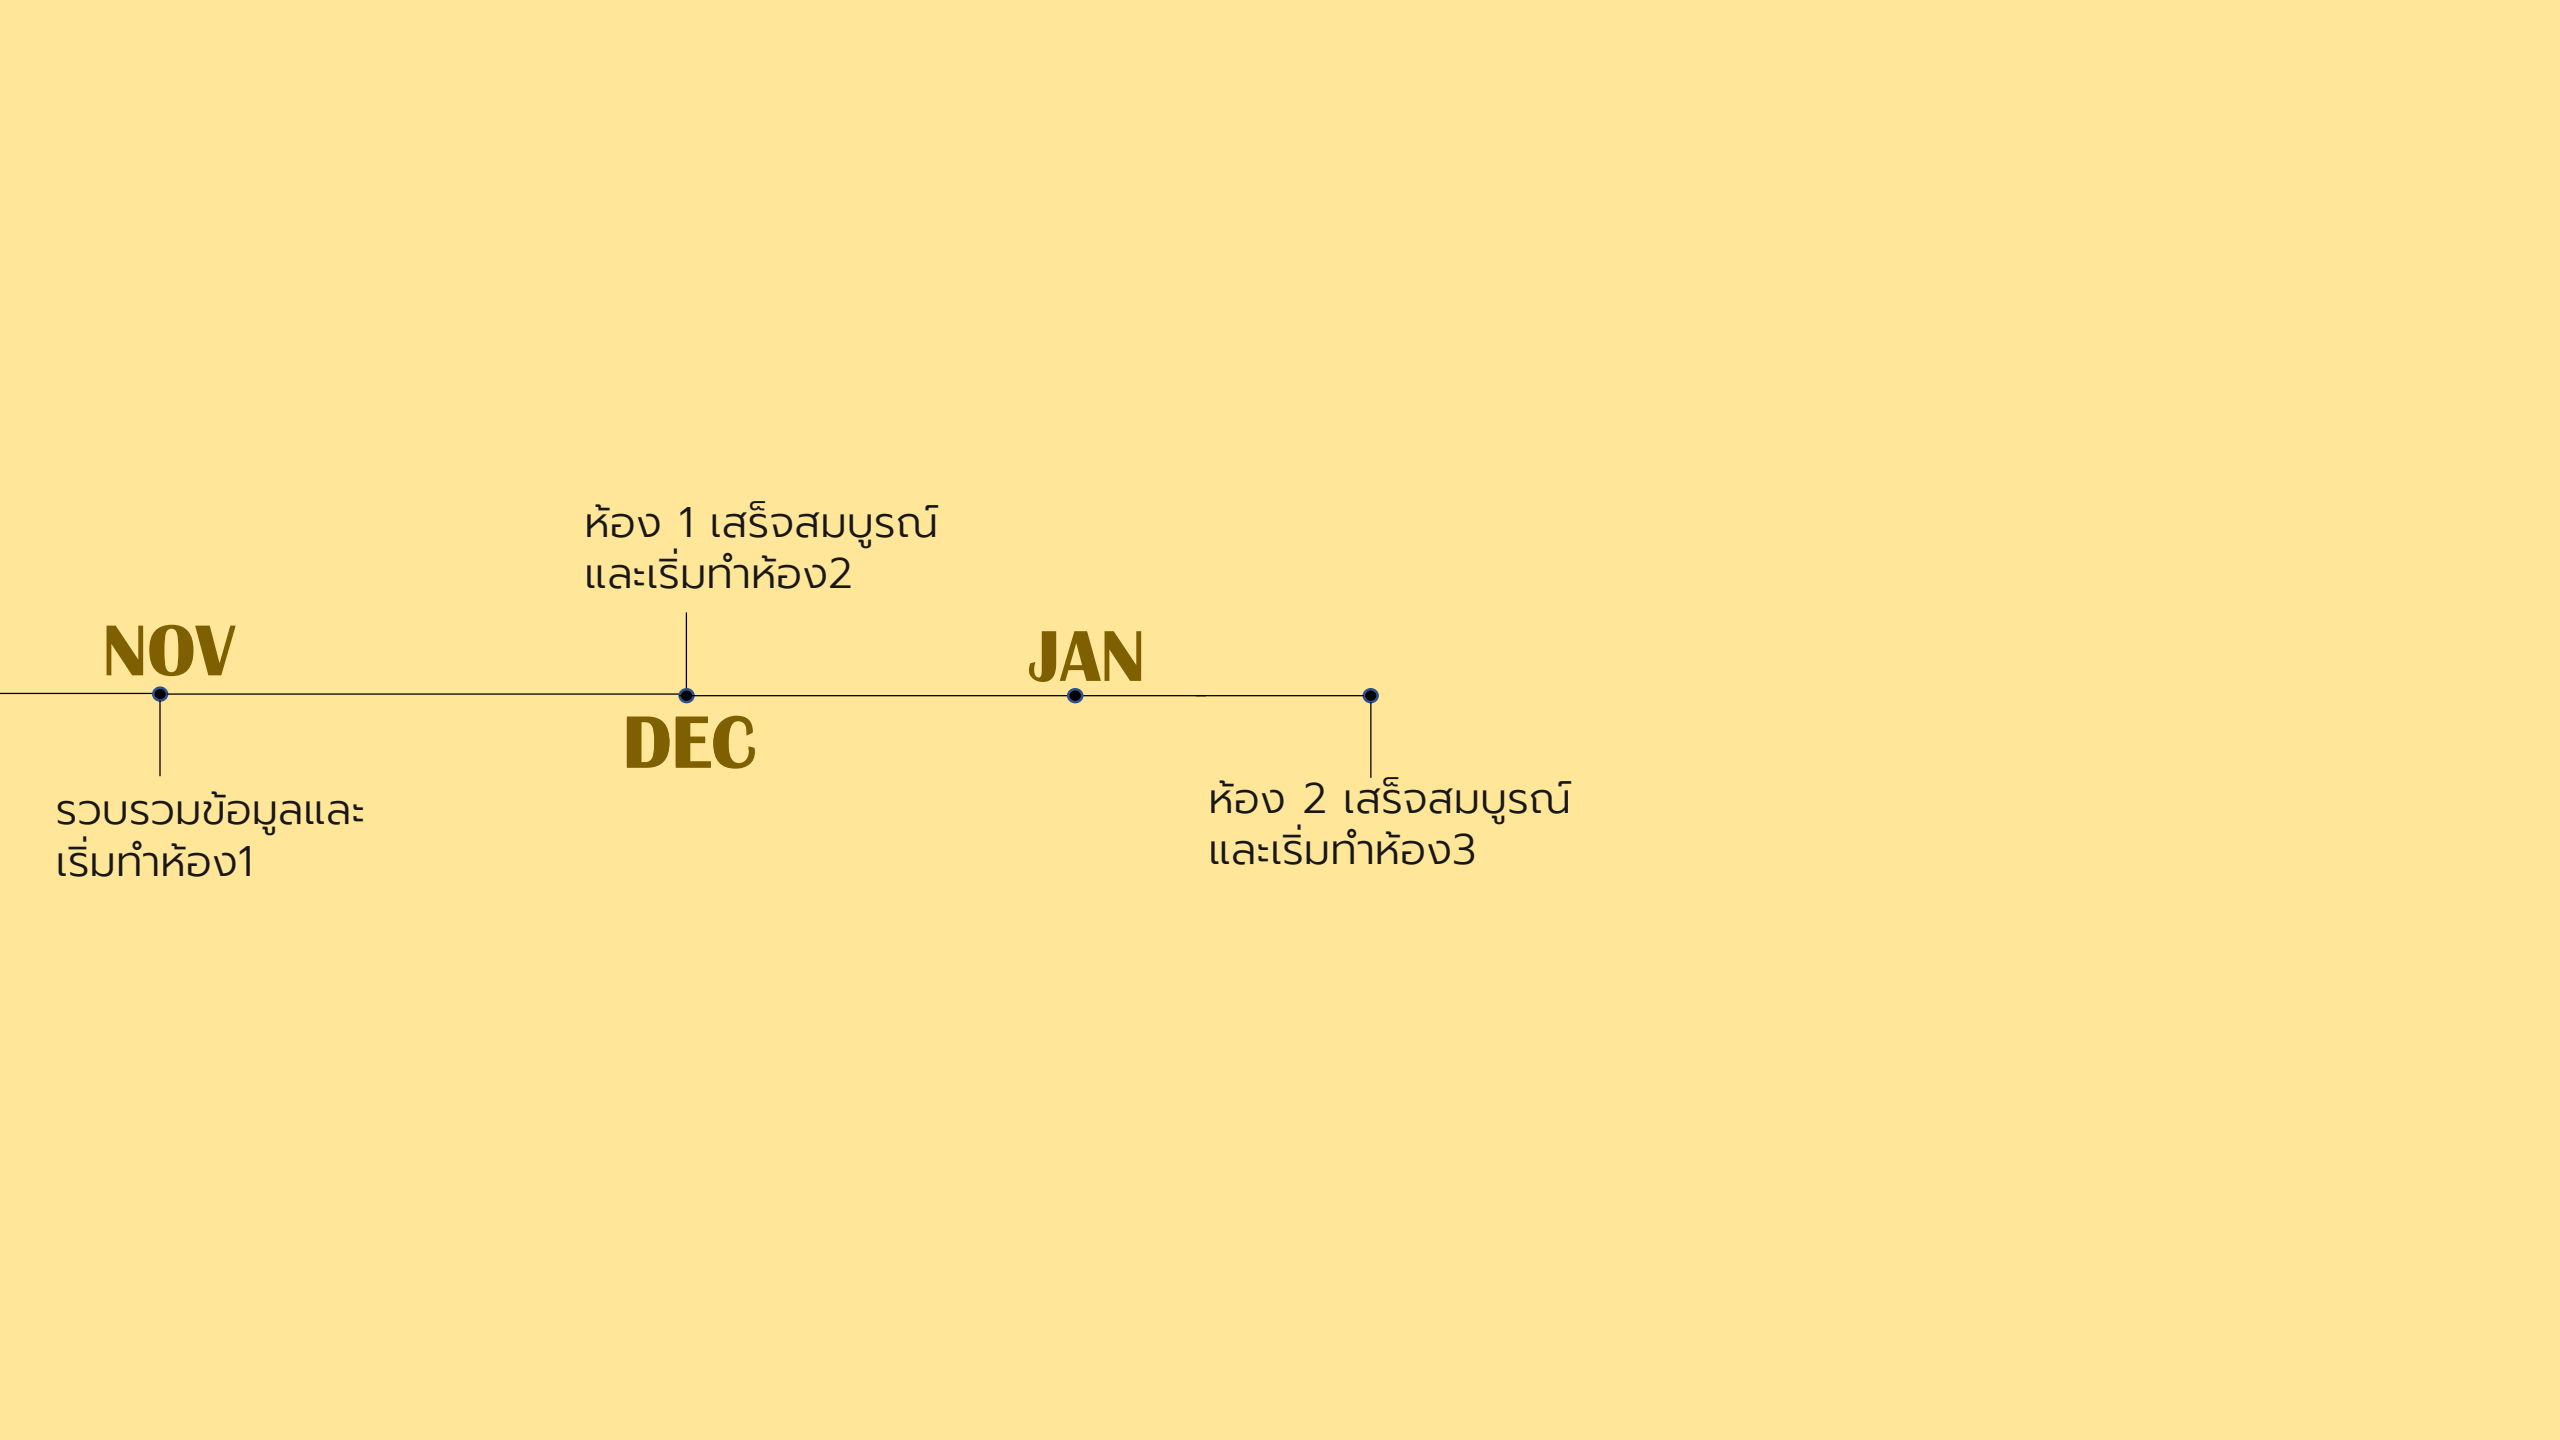 NOV
รวบรวมข้อมูลและ
เริ่มทำห้อง1
ห้อง 1 เสร็จสมบูรณ์
และเริ่มทำห้อง2
DEC
JAN
ห้อง 2 เสร็จสมบูรณ์
และเริ่มทำห้อง3